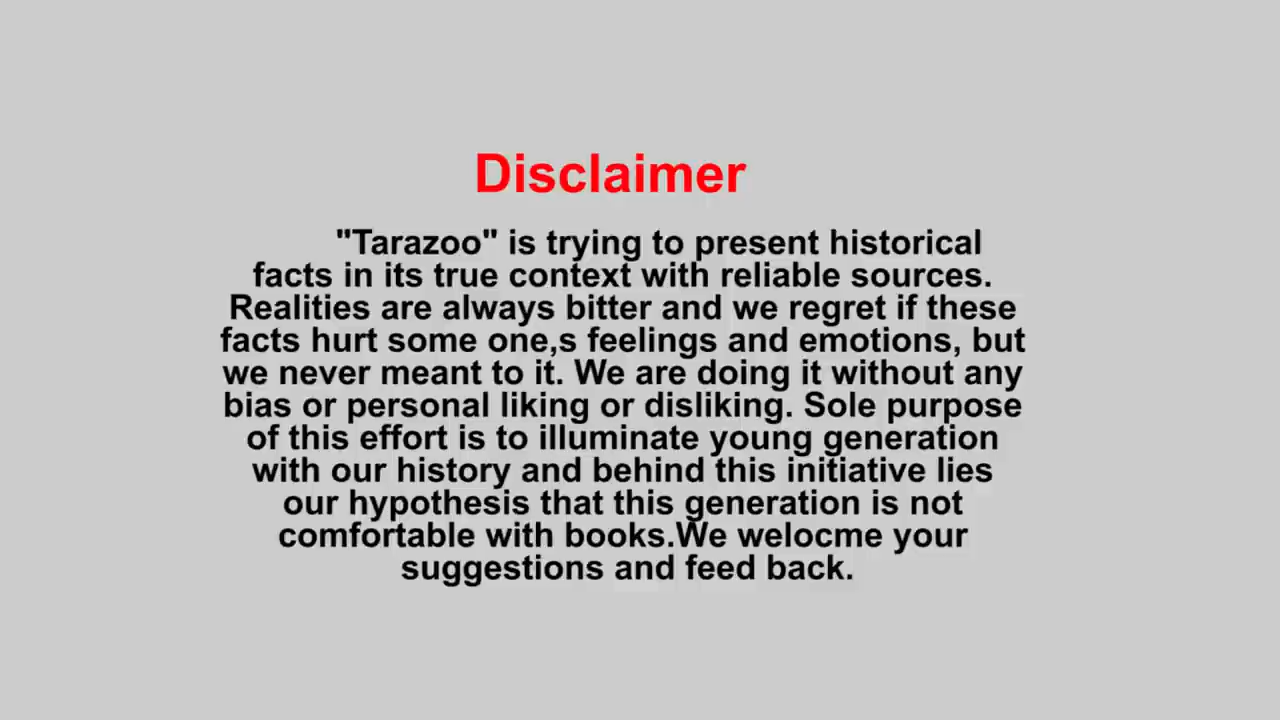 Disclaimer
"Tarazoo" is trying to present historical
facts in its true context with reliable sources.
Realities are always bitter and we regret if these
facts hurt some one,s feelings and emotions, but
we never meant to it. We are doing it without any
bias or personal liking or disliking. Sole purpose
of this effort is to illuminate young generation
with our history and behind this initiative lies
our hypothesis that this generation is not
comfortable with books.We welocme your
suggestions and feed back.